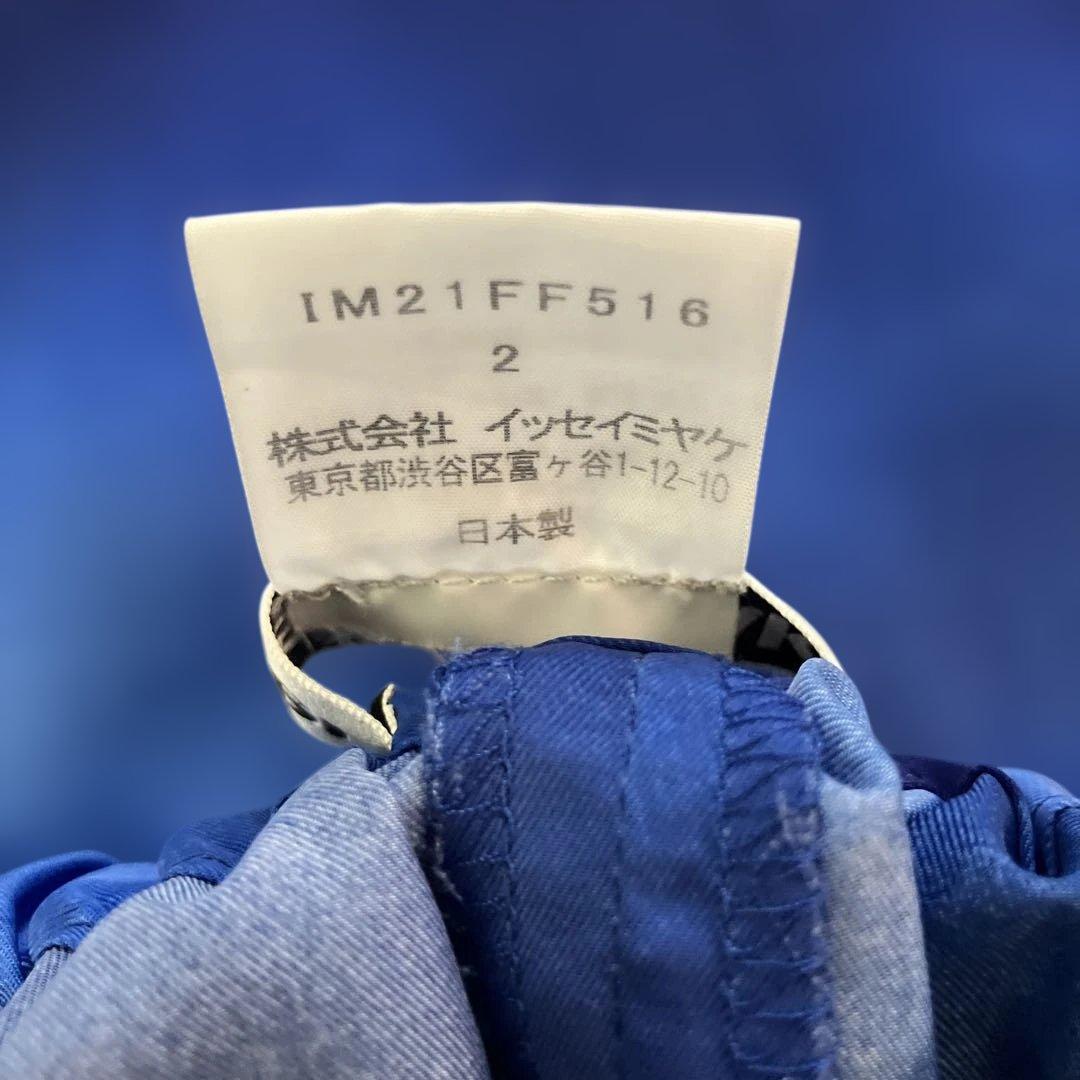 IM21FF516
2
株式会社 イッセイミヤケ
東京都渋谷区富ヶ谷1-12-10
日本製